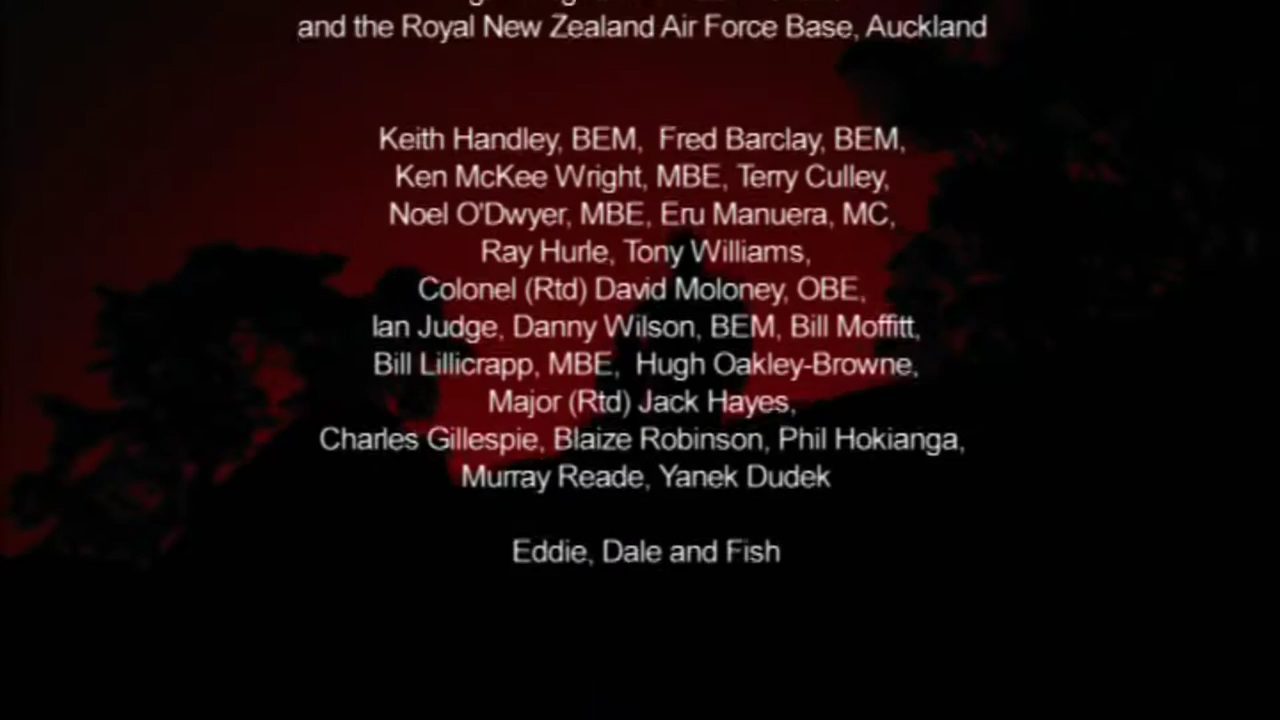 and the Royal New Zealand Air Force Base, Auckland
Keith Handley, BEM, Fred Barclay, BEM,
Ken McKee Wright, MBE, Terry Culley,
Noel O'Dwyer, MBE, Eru Manuera, MC,
Ray Hurle, Tony Williams,
Colonel (Rtd) David Moloney, OBE,
Ian Judge, Danny Wilson, BEM, Bill Moffitt,
Bill Lillicrapp, MBE, Hugh Oakley-Browne,
Major (Rtd) Jack Hayes,
Charles Gillespie, Blaize Robinson, Phil Hokianga,
Murray Reade, Yanek Dudek
Eddie, Dale and Fish